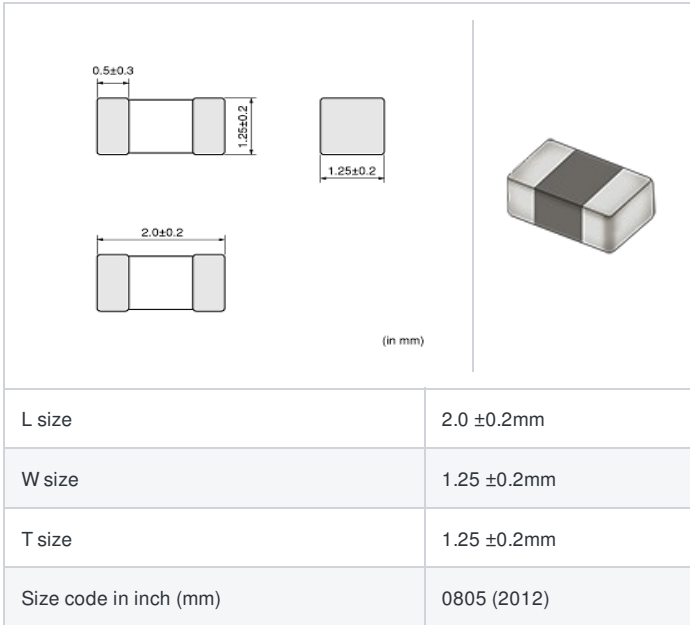 0.5±0.3
1.25±0.2
1.25±0.2
2.0±0.2
(in mm)
L size 2.0 ±0.2mm
W size 1.25 ±0.2mm
T size 1.25 ±0.2mm
Size code in inch (mm) 0805 (2012)